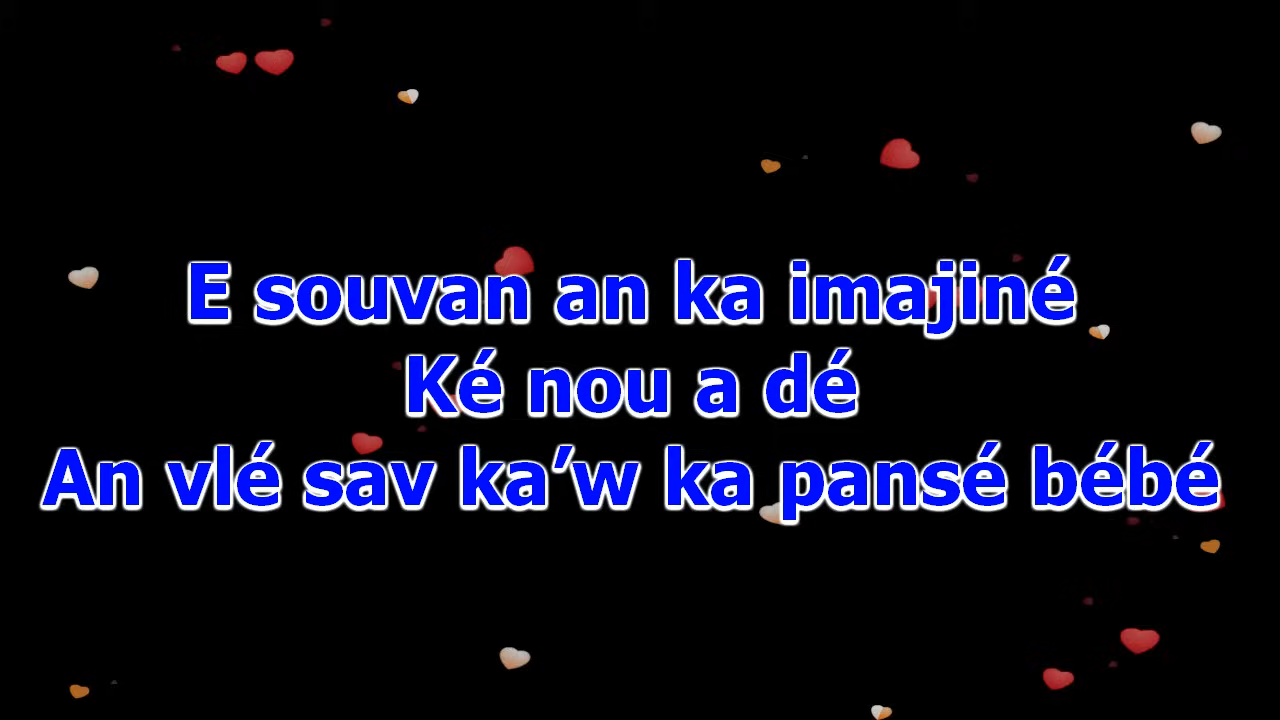 E souvan an ka imajiné
Ké nou a dé
An vlé sav ka’w ka pansé bébé